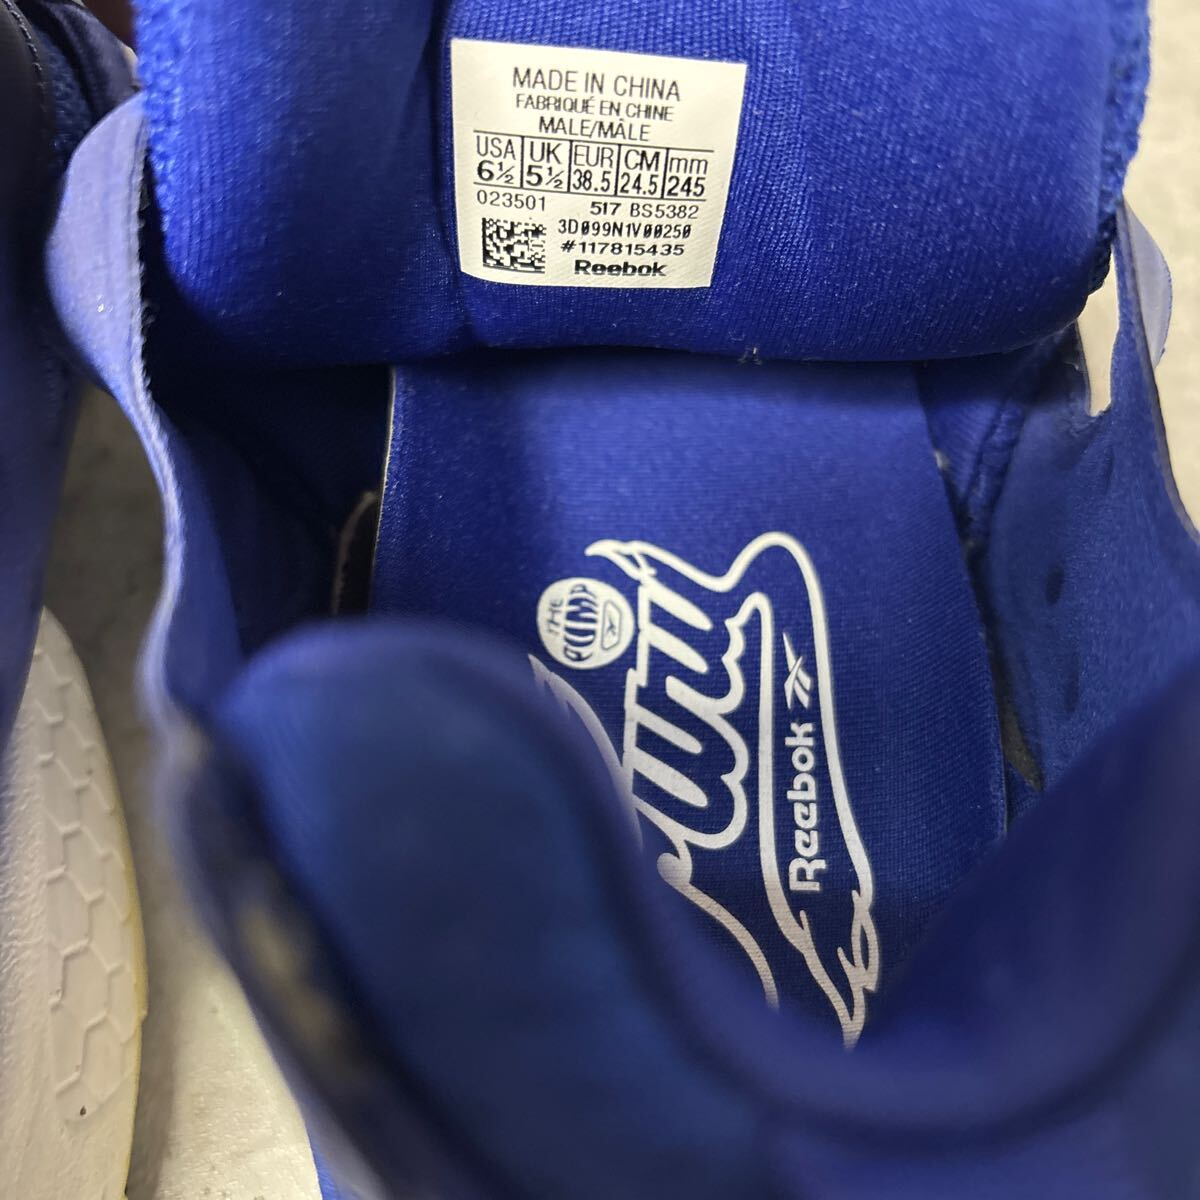 MADE IN CHINA
FABRIQUÉ EN CHINE
MALE/MÂLE
USA UK EUR CM mm
6½ 5½ 38.5 24.5 245
023501 517 BS5382
3D099N1V00250
#117815435
Reebok
THE
PUMP
Reebok